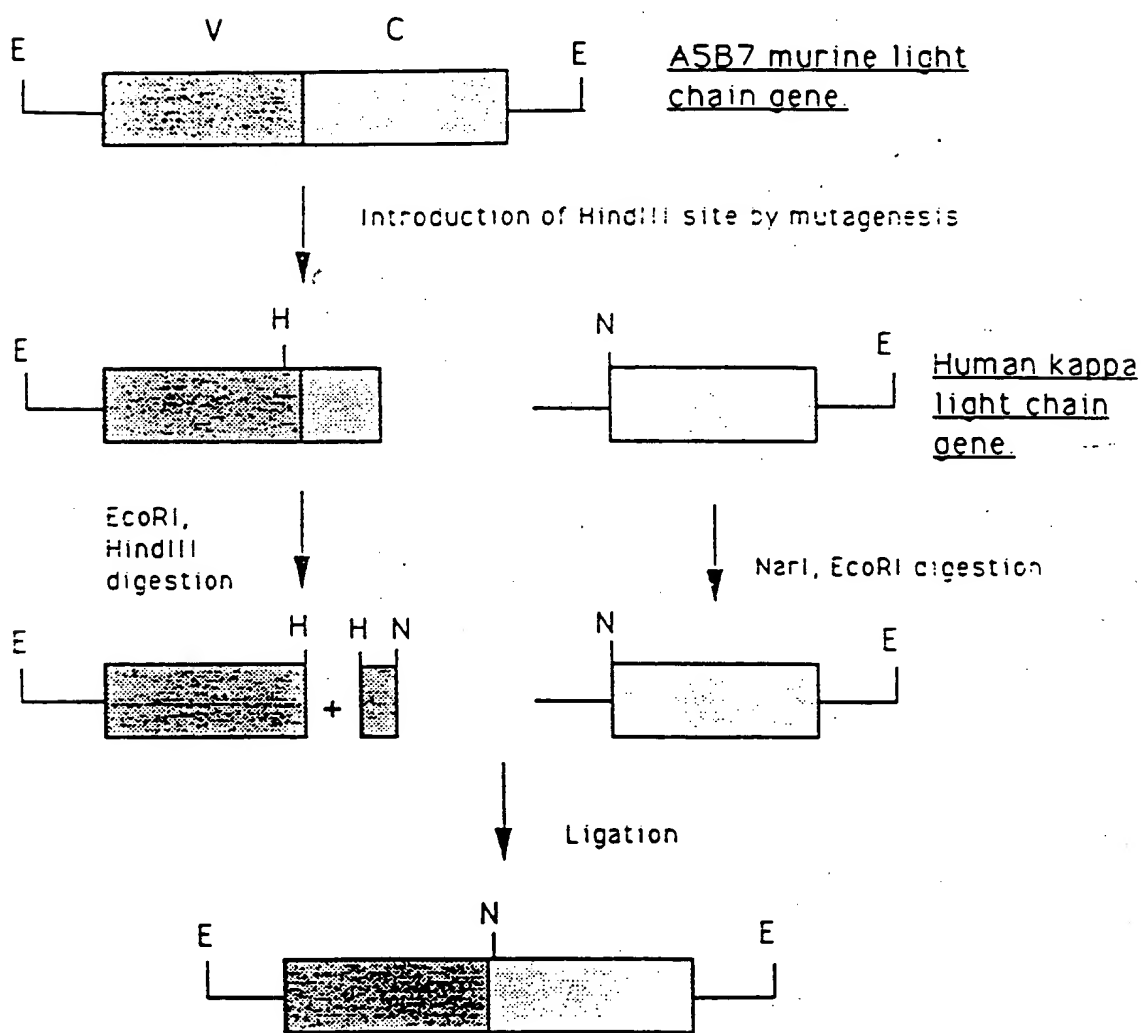 V C
E E
A5B7 murine light
chain gene.
Introduction of HindIII site by mutagenesis
H
E
N
E
Human kappa
light chain
gene.
EcoRI,
HindIII
digestion
NarI, EcoRI digestion
E H H N
+
N E
Ligation
E N E